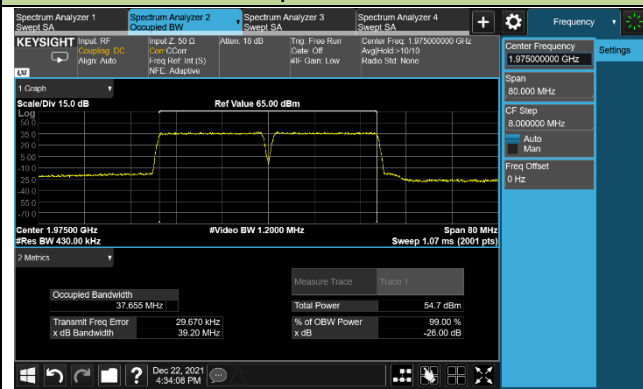 Spectrum Analyzer 1
Swept SA
Spectrum Analyzer 2
Occupied BW
Spectrum Analyzer 3
Swept SA
Spectrum Analyzer 4
Swept SA
+
Frequency
KEYSIGHT
Input: RF
Coupling: DC
Align: Auto
Input Z: 50 Ω
Corr CCorr
Freq Ref: Int (S)
NFE: Adaptive
Atten: 18 dB
Trig: Free Run
Gate: Off
#IF Gain: Low
Center Freq: 1.975000000 GHz
Avg|Hold:>10/10
Radio Std: None
LXI
Center Frequency
1.975000000 GHz
Settings
Span
80.000 MHz
CF Step
8.000000 MHz
Auto
Man
Freq Offset
0 Hz
1 Graph
Scale/Div 15.0 dB
Ref Value 65.00 dBm
Log
50.0
35.0
20.0
5.00
-10.0
-25.0
-40.0
-55.0
-70.0
Center 1.97500 GHz
#Video BW 1.2000 MHz
Span 80 MHz
#Res BW 430.00 kHz
Sweep 1.07 ms (2001 pts)
2 Metrics
Measure Trace
Trace 1
Occupied Bandwidth
37.655 MHz
Total Power
54.7 dBm
Transmit Freq Error
29.670 kHz
% of OBW Power
99.00 %
x dB Bandwidth
39.20 MHz
x dB
-26.00 dB
?
Dec 22, 2021
4:34:08 PM